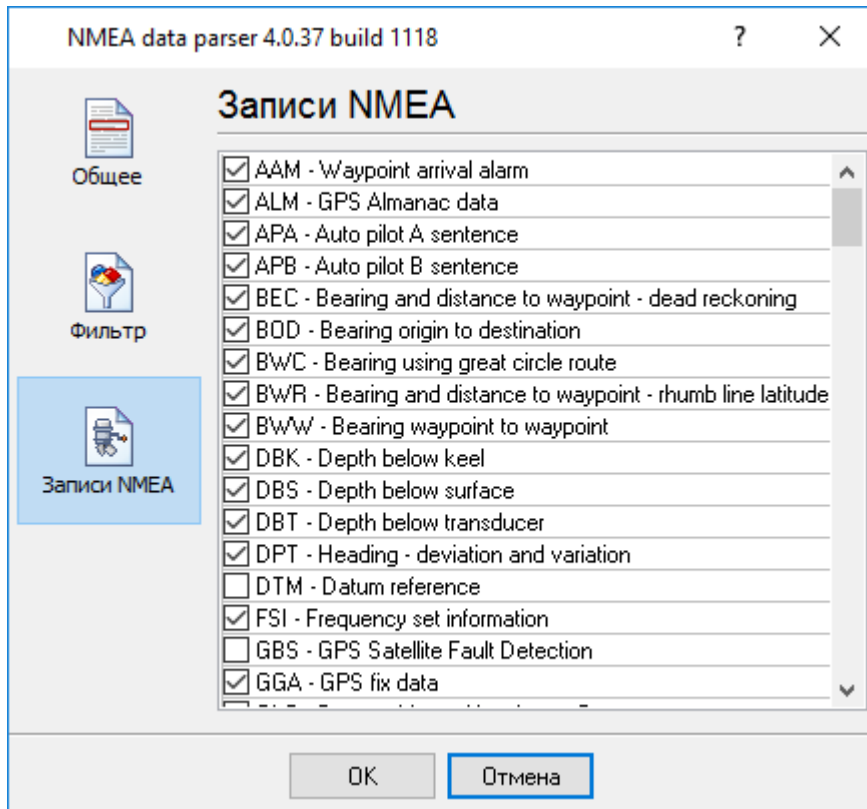 NMEA data parser 4.0.37 build 1118
?
Общее
Фильтр
Записи NMEA
Записи NMEA
AAM - Waypoint arrival alarm
ALM - GPS Almanac data
APA - Auto pilot A sentence
APB - Auto pilot B sentence
BEC - Bearing and distance to waypoint - dead reckoning
BOD - Bearing origin to destination
BWC - Bearing using great circle route
BWR - Bearing and distance to waypoint - rhumb line latitude
BWW - Bearing waypoint to waypoint
DBK - Depth below keel
DBS - Depth below surface
DBT - Depth below transducer
DPT - Heading - deviation and variation
DTM - Datum reference
FSI - Frequency set information
GBS - GPS Satellite Fault Detection
GGA - GPS fix data
OK
Отмена